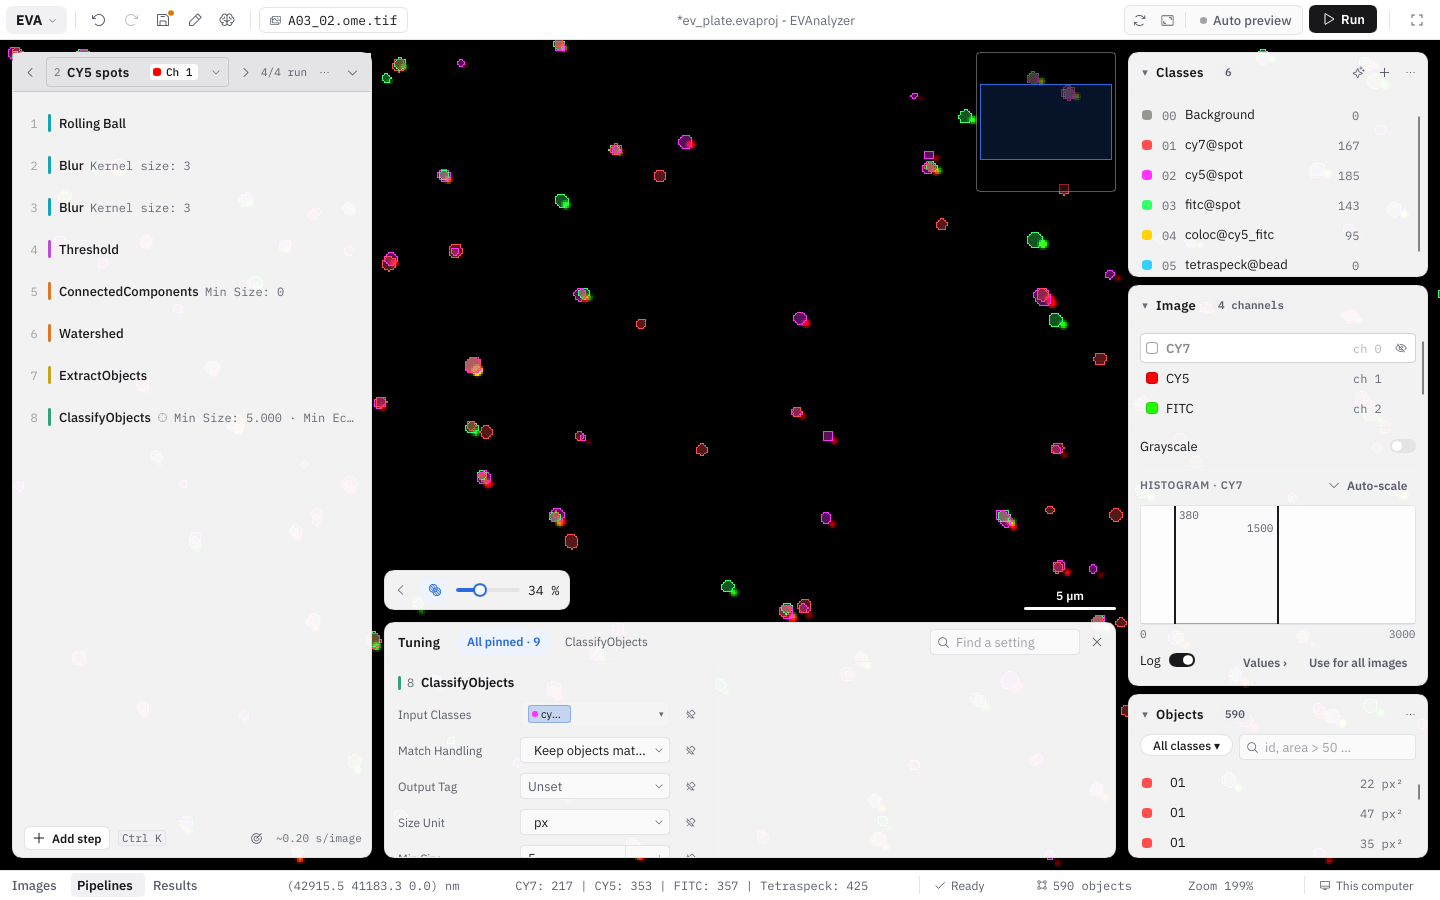 EVA
A03_02.ome.tif
*ev_plate.evaproj - EVAnalyzer
Auto preview
Run
2 CY5 spots Ch 1 4/4 run ...
1 Rolling Ball
2 Blur Kernel size: 3
3 Blur Kernel size: 3
4 Threshold
5 ConnectedComponents Min Size: 0
6 Watershed
7 ExtractObjects
8 ClassifyObjects Min Size: 5.000 · Min Ec…
Add step Ctrl K ~0.20 s/image
34 %
5 µm
Tuning All pinned · 9 ClassifyObjects Find a setting
8 ClassifyObjects
Input Classes cy...
Match Handling Keep objects mat...
Output Tag Unset
Size Unit px
Classes 6 ...
00 Background 0
01 cy7@spot 167
02 cy5@spot 185
03 fitc@spot 143
04 coloc@cy5_fitc 95
05 tetraspeck@bead 0
Image 4 channels
CY7 ch 0
CY5 ch 1
FITC ch 2
Grayscale
HISTOGRAM · CY7 Auto-scale
380
1500
0 3000
Log Values › Use for all images
Objects 590 ...
All classes ▾ id, area > 50 ...
01 22 px²
01 47 px²
01 35 px²
Images Pipelines Results (42915.5 41183.3 0.0) nm CY7: 217 | CY5: 353 | FITC: 357 | Tetraspeck: 425 Ready 590 objects Zoom 199% This computer